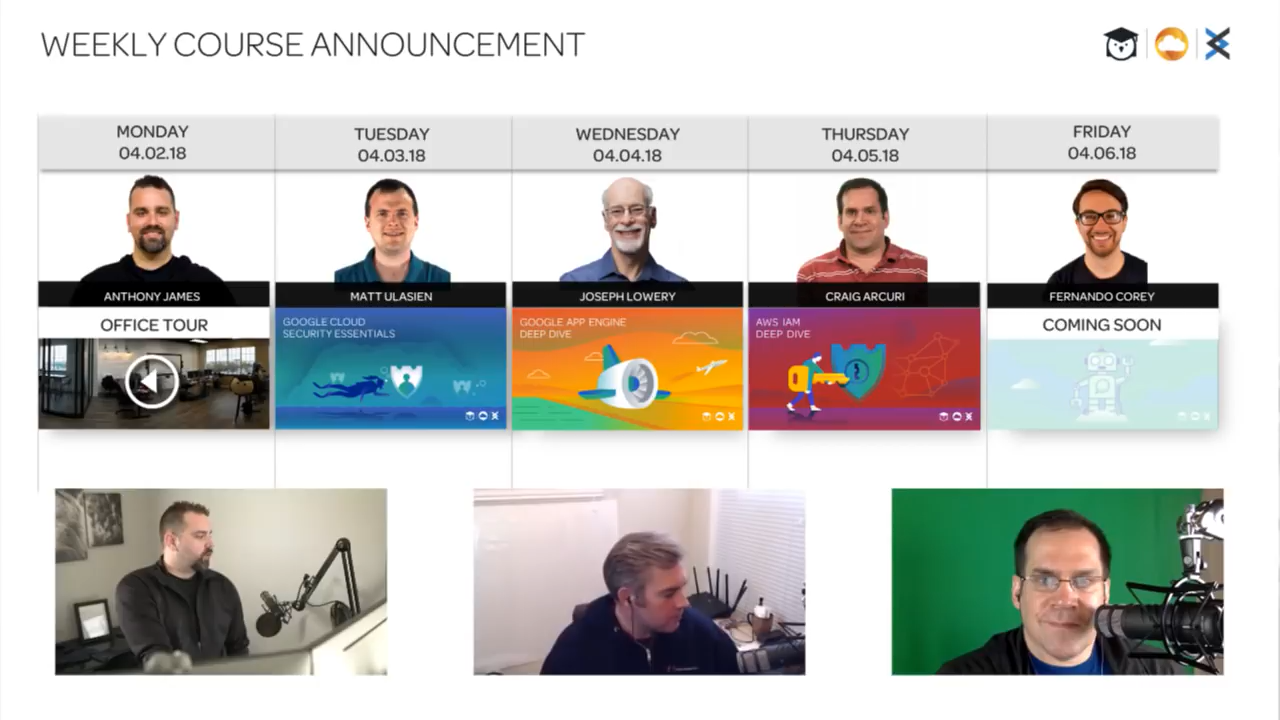 WEEKLY COURSE ANNOUNCEMENT
MONDAY
04.02.18
TUESDAY
04.03.18
WEDNESDAY
04.04.18
THURSDAY
04.05.18
FRIDAY
04.06.18
ANTHONY JAMES
MATT ULASIEN
JOSEPH LOWERY
CRAIG ARCURI
FERNANDO COREY
OFFICE TOUR
GOOGLE CLOUD
SECURITY ESSENTIALS
GOOGLE APP ENGINE
DEEP DIVE
AWS IAM
DEEP DIVE
COMING SOON